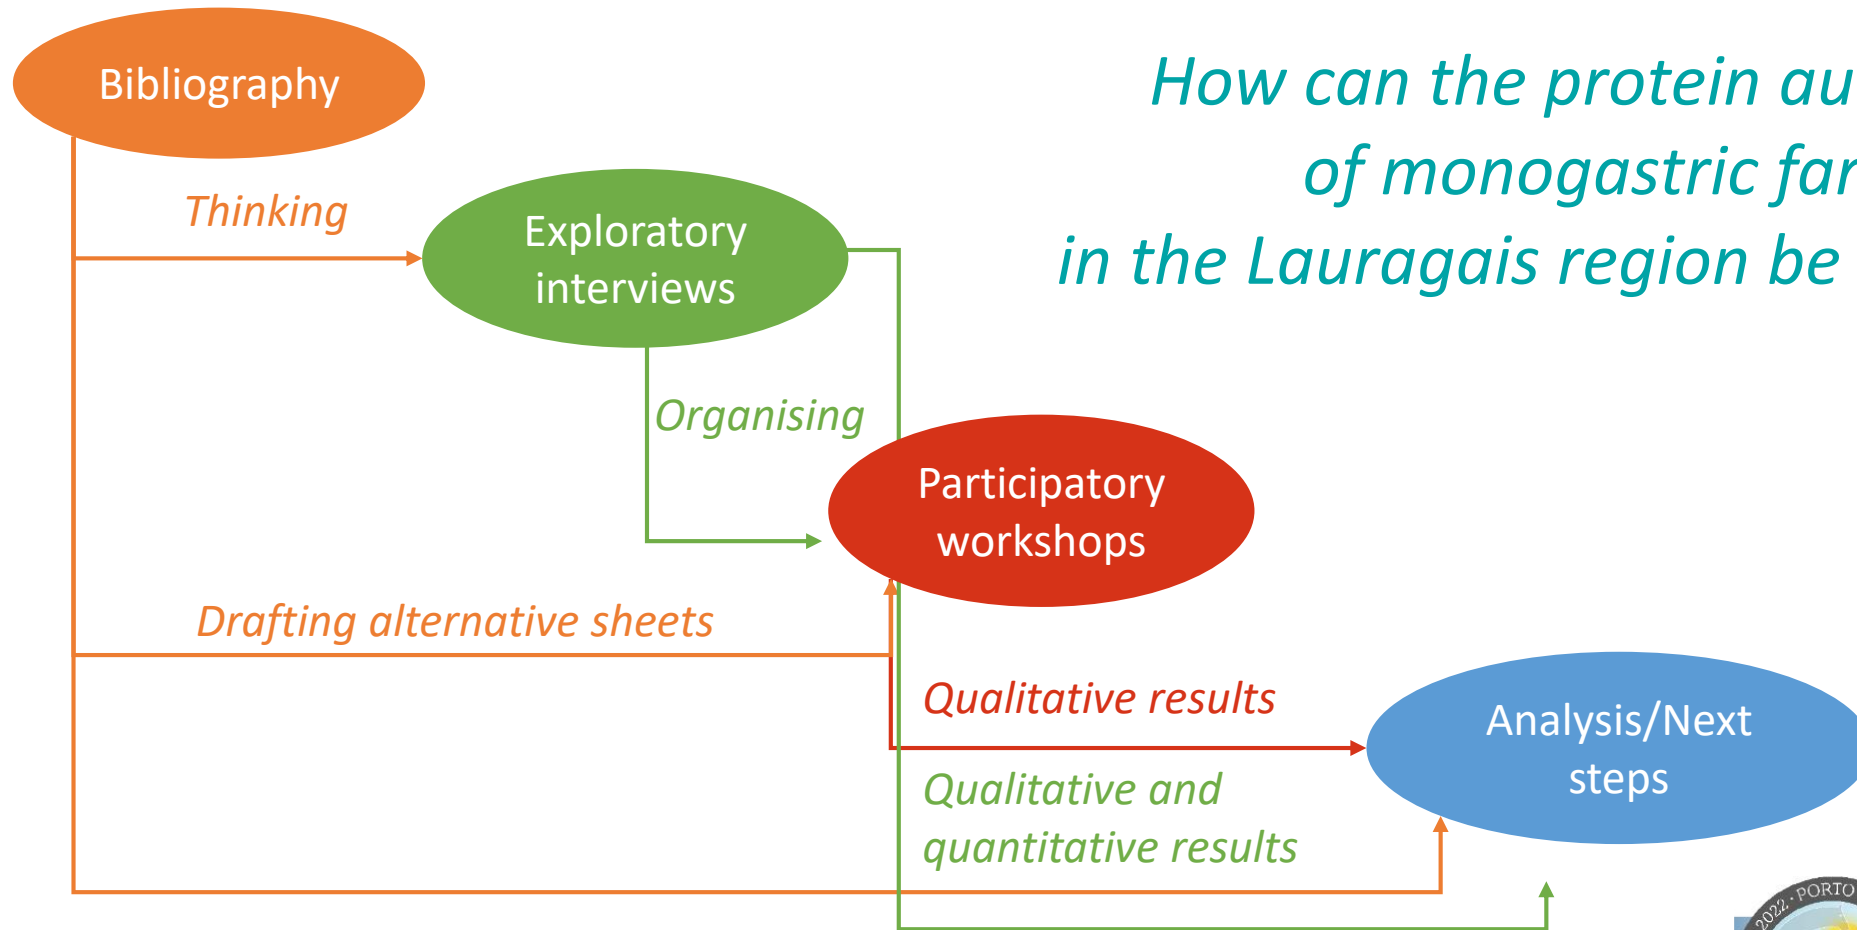 Bibliography
How can the protein au
of monogastric far
in the Lauragais region be
Thinking
Exploratory
interviews
Organising
Participatory
workshops
Drafting alternative sheets
Qualitative results
Analysis/Next
steps
Qualitative and
quantitative results
2022 · PORTO